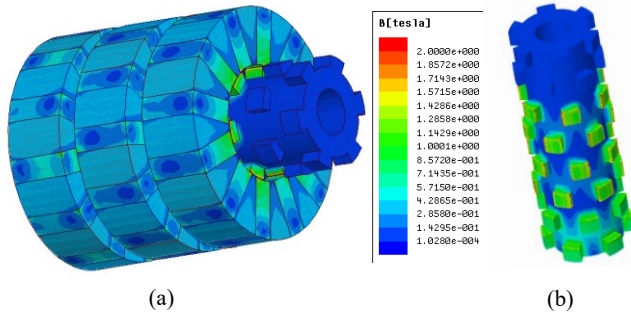 B[tesla]
2.0000e+000
1.8572e+000
1.7143e+000
1.5715e+000
1.4286e+000
1.2858e+000
1.1429e+000
1.0001e+000
8.5720e-001
7.1435e-001
5.7150e-001
4.2865e-001
2.8580e-001
1.4295e-001
1.0280e-004
(a)
(b)